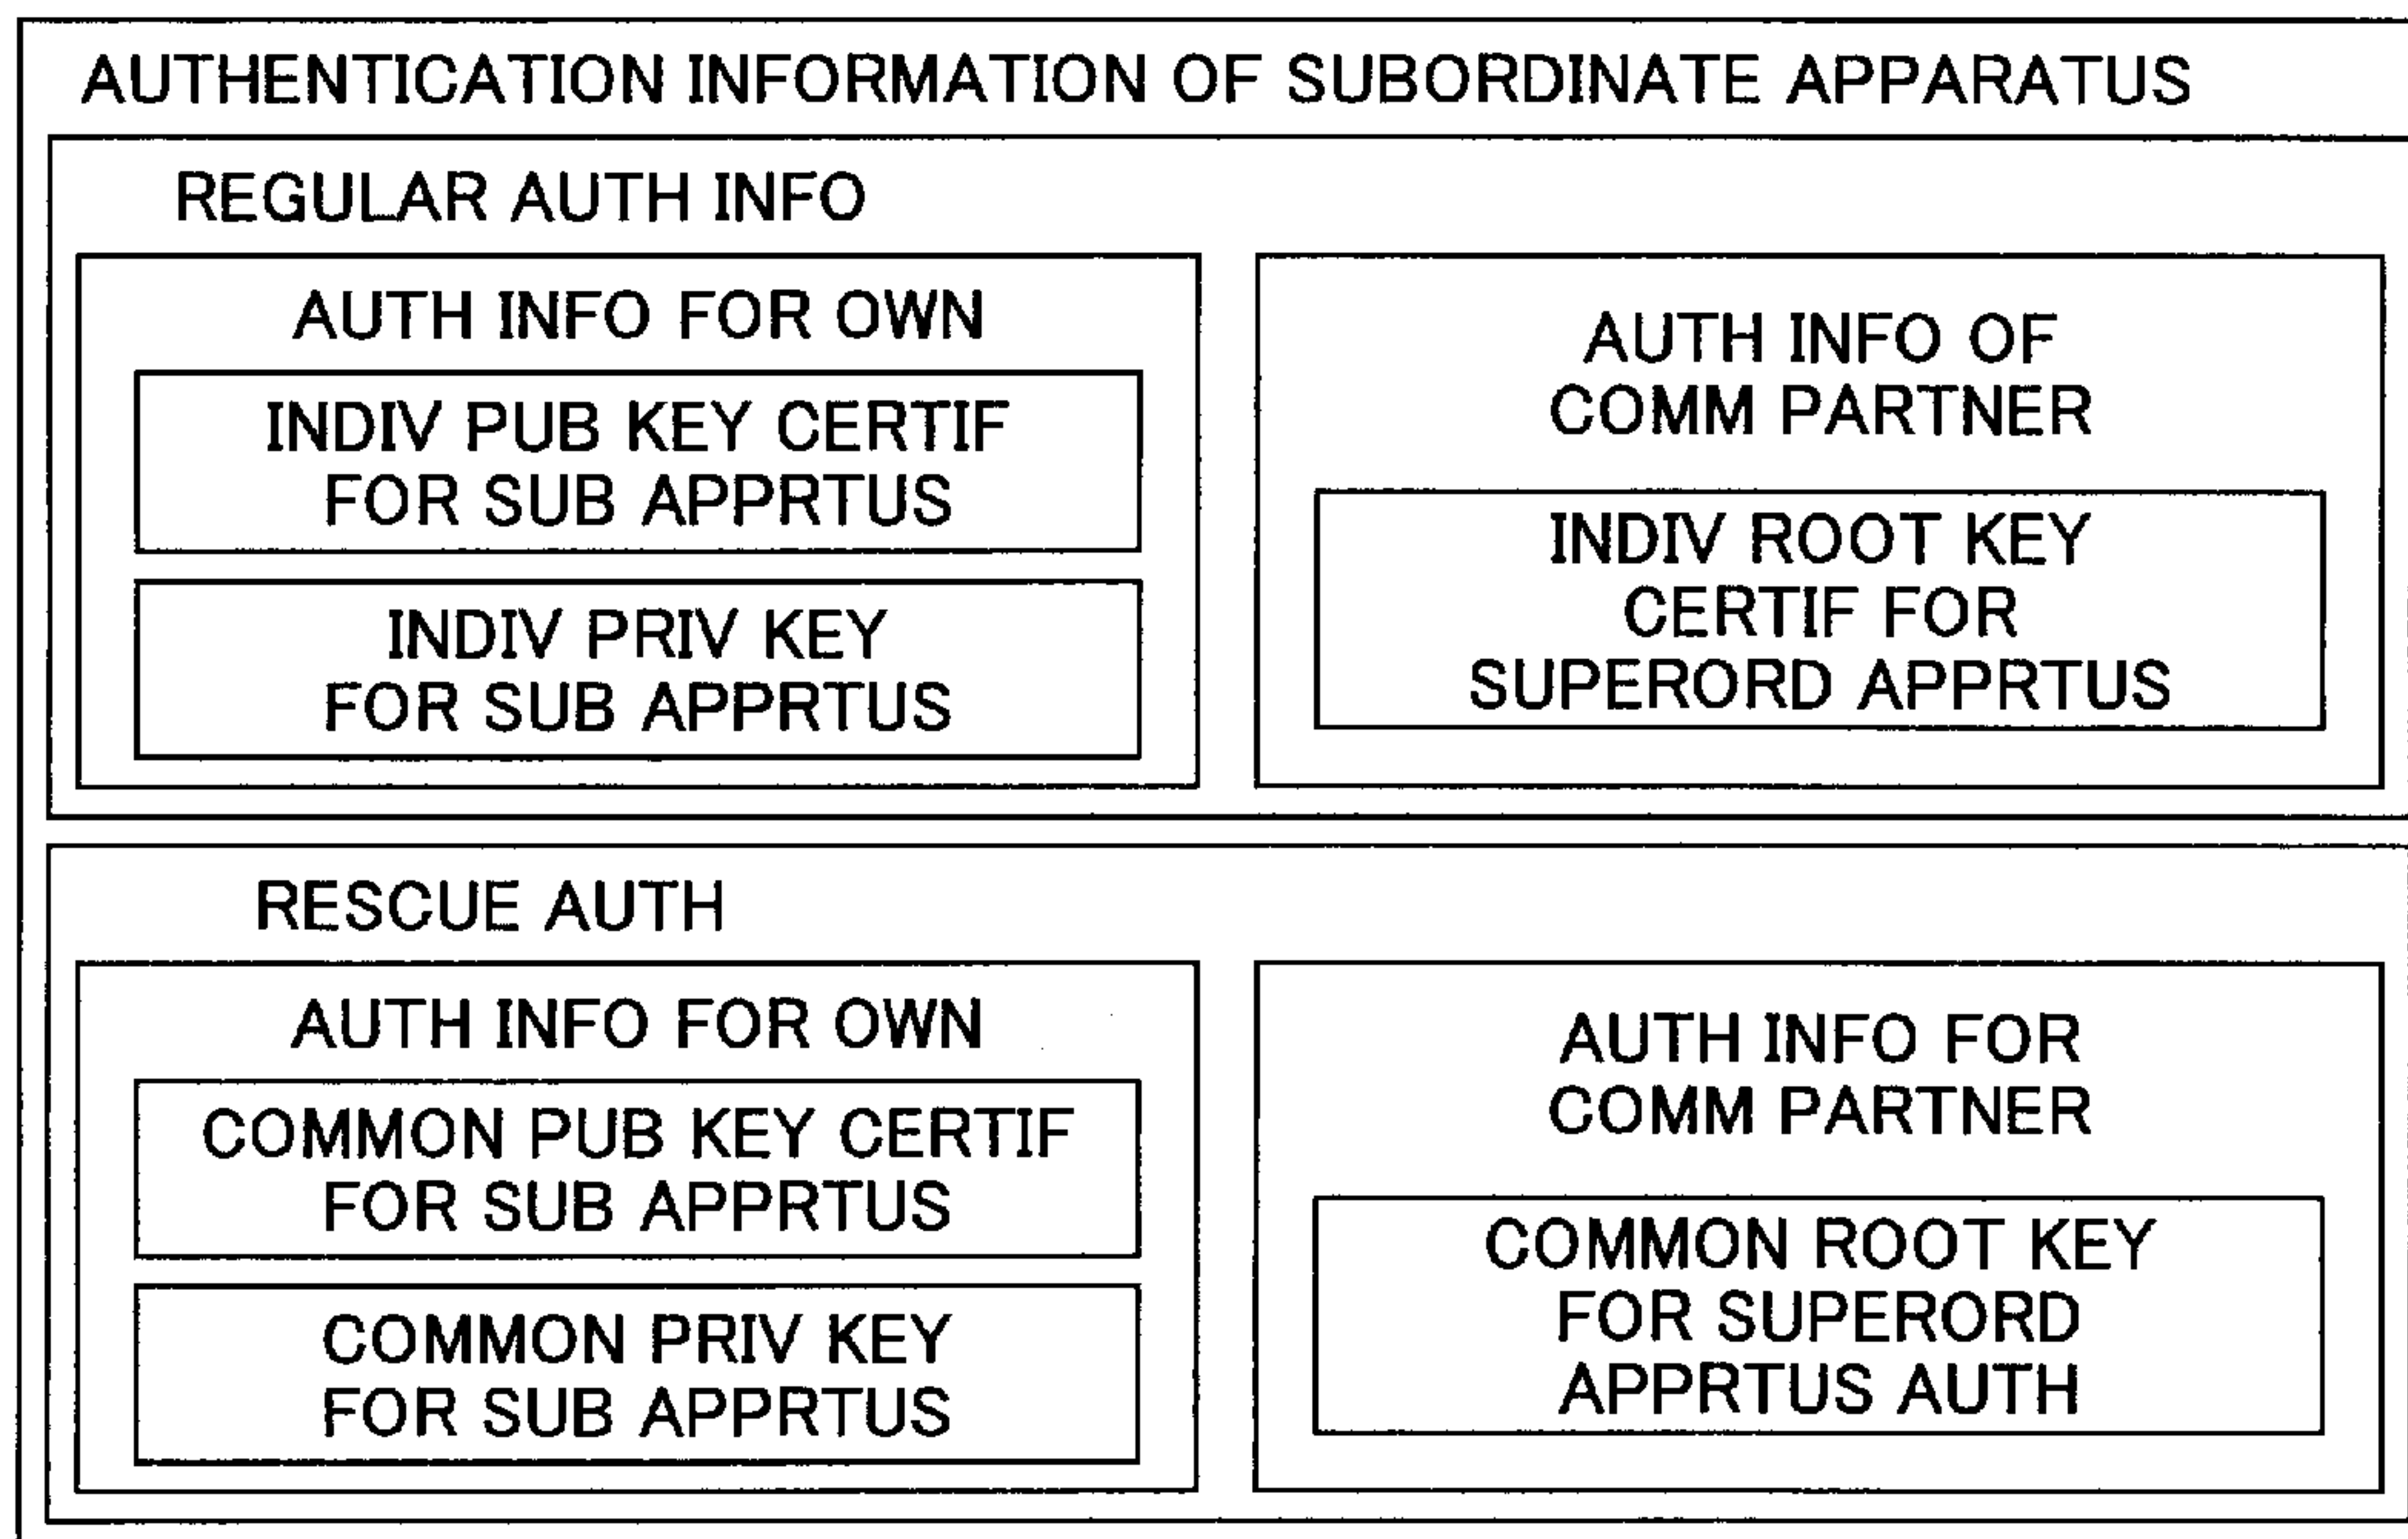 AUTHENTICATION INFORMATION OF SUBORDINATE APPARATUS
REGULAR AUTH INFO
AUTH INFO FOR OWN
INDIV PUB KEY CERTIF
FOR SUB APPRTUS
INDIV PRIV KEY
FOR SUB APPRTUS
AUTH INFO OF
COMM PARTNER
INDIV ROOT KEY
CERTIF FOR
SUPERORD APPRTUS
RESCUE AUTH
AUTH INFO FOR OWN
COMMON PUB KEY CERTIF
FOR SUB APPRTUS
COMMON PRIV KEY
FOR SUB APPRTUS
AUTH INFO FOR
COMM PARTNER
COMMON ROOT KEY
FOR SUPERORD
APPRTUS AUTH